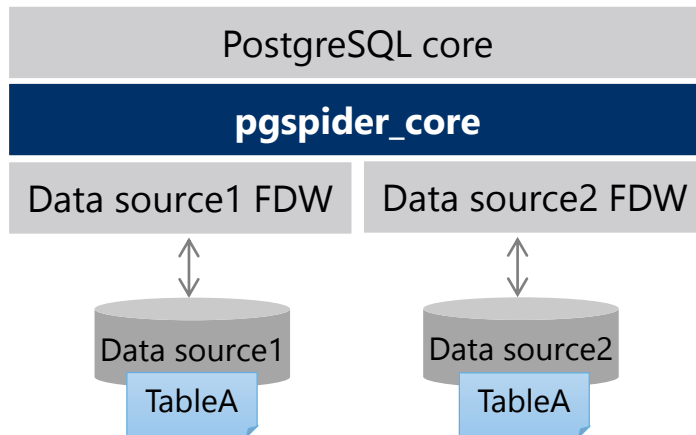 PostgreSQL core
pgspider_core
Data source1 FDW
Data source2 FDW
Data source1
Data source2
TableA
TableA